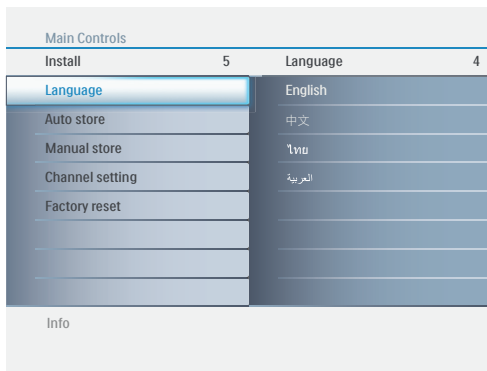 Main Controls
Install 5 Language 4
Language English
Auto store 中文
Manual store ไทย
Channel setting العربية
Factory reset
Info